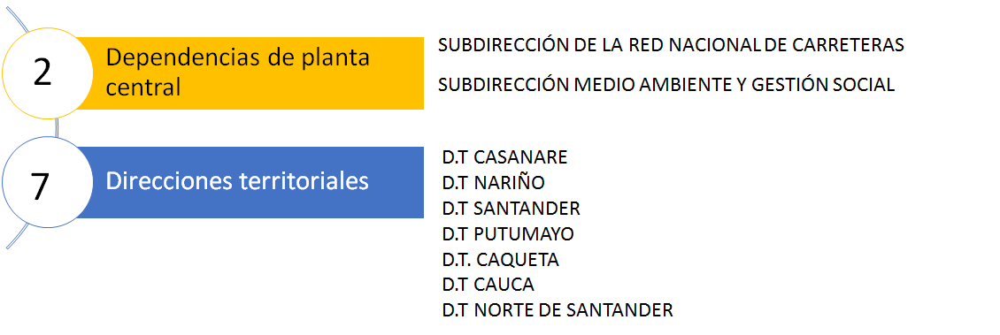 2
Dependencias de planta
central
SUBDIRECCIÓN DE LA RED NACIONAL DE CARRETERAS
SUBDIRECCIÓN MEDIO AMBIENTE Y GESTIÓN SOCIAL
7
Direcciones territoriales
D.T CASANARE
D.T NARIÑO
D.T SANTANDER
D.T PUTUMAYO
D.T. CAQUETA
D.T CAUCA
D.T NORTE DE SANTANDER